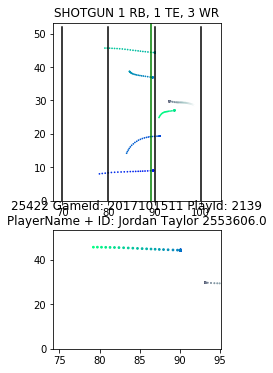 SHOTGUN 1 RB, 1 TE, 3 WR
50
40
30
20
10
0
70 80 90 100
25422 GameId: 2017101511 PlayId: 2139
PlayerName + ID: Jordan Taylor 2553606.0
40
20
0
75 80 85 90 95